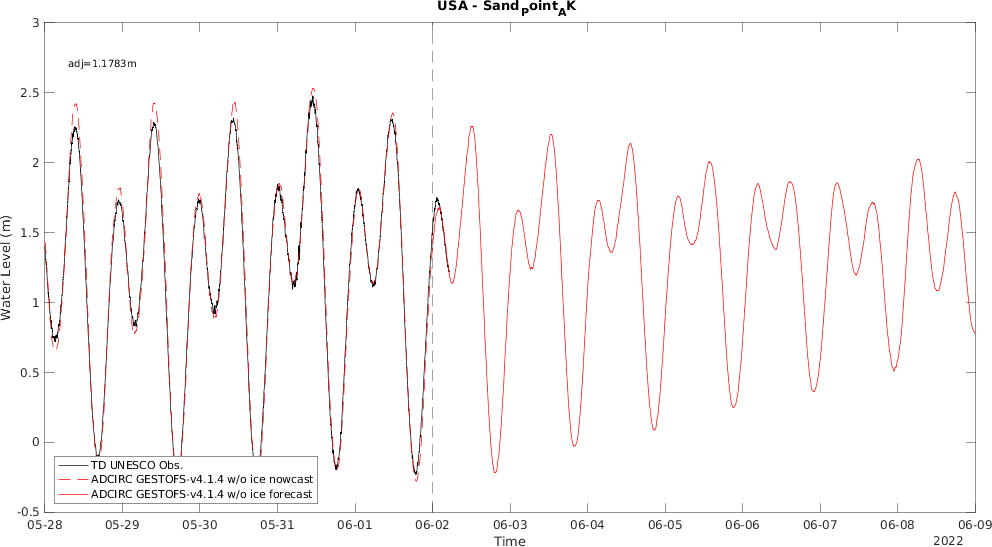 USA - SandPointAK
adj=1.1783m
3
2.5
2
1.5
1
0.5
0
-0.5
Water Level (m)
TD UNESCO Obs.
ADCIRC GESTOFS-v4.1.4 w/o ice nowcast
ADCIRC GESTOFS-v4.1.4 w/o ice forecast
05-28 05-29 05-30 05-31 06-01 06-02 06-03 06-04 06-05 06-06 06-07 06-08 06-09
Time
2022